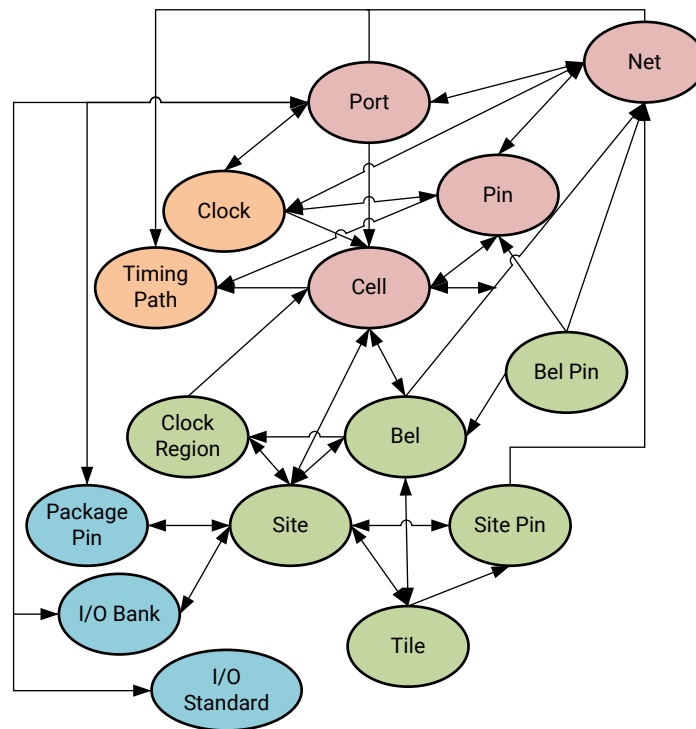 Net
Port
Pin
Clock
Timing
Path
Cell
Bel Pin
Clock
Region
Bel
Package
Pin
Site
Site Pin
I/O Bank
Tile
I/O
Standard